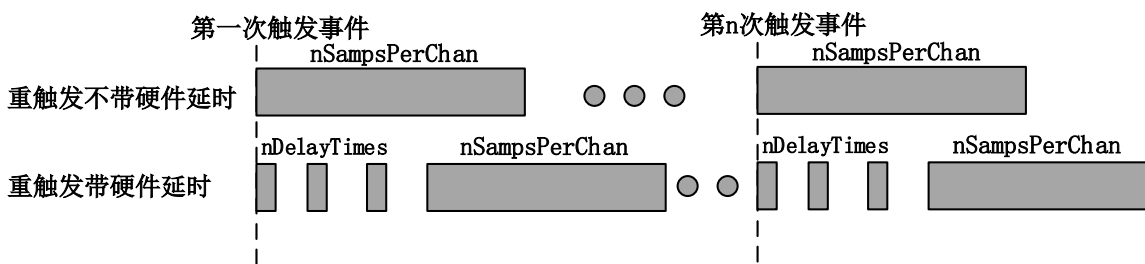 第一次触发事件
第n次触发事件
nSampsPerChan
nSampsPerChan
重触发不带硬件延时
nDelayTimes
nSampsPerChan
nDelayTimes
nSampsPerChan
重触发带硬件延时